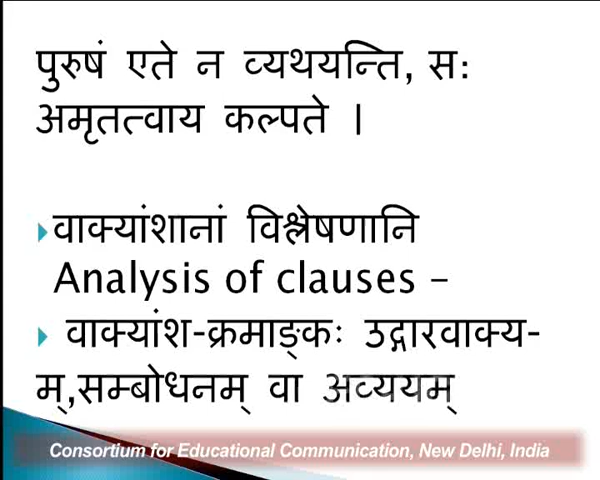 पुरुषं एते न व्यथयन्ति, सः
अमृतत्वाय कल्पते ।
वाक्यांशानां विश्लेषणानि
Analysis of clauses –
वाक्यांश-क्रमाङ्कः उद्गारवाक्य-
म्,सम्बोधनम् वा अव्ययम्
Consortium for Educational Communication, New Delhi, India